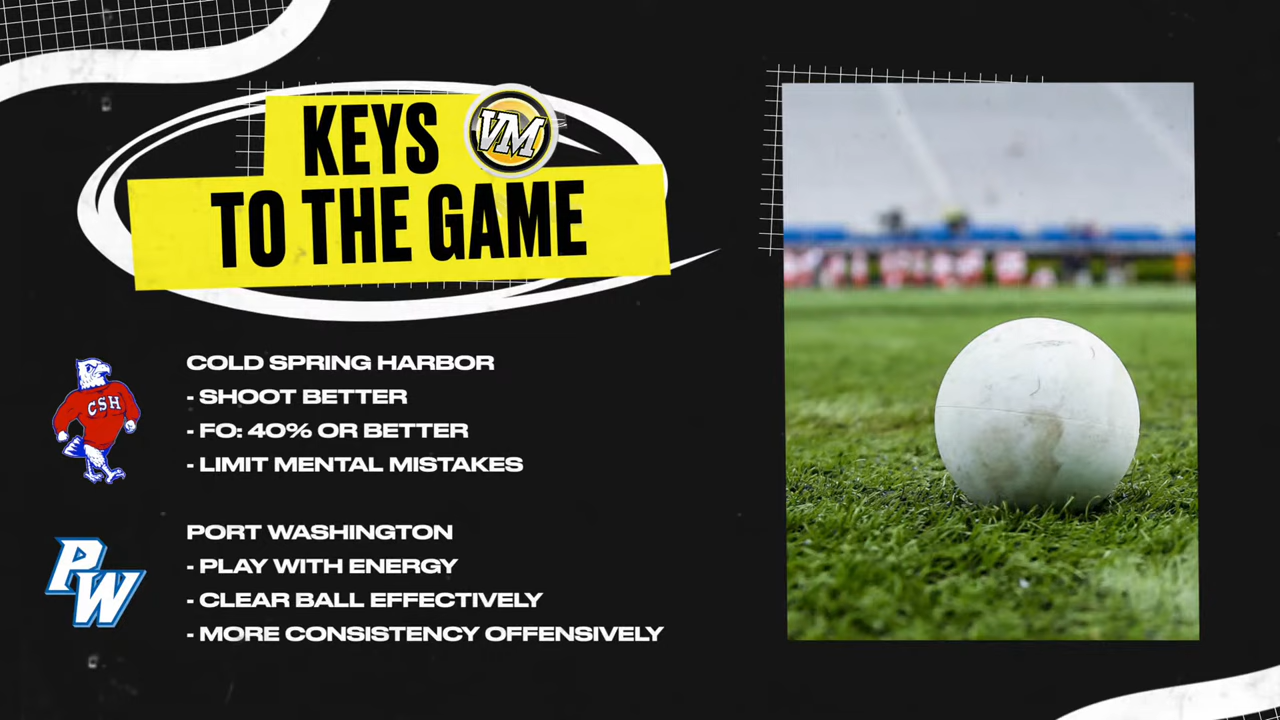 KEYS
VM
TO THE GAME
COLD SPRING HARBOR
- SHOOT BETTER
- FO: 40% OR BETTER
- LIMIT MENTAL MISTAKES
CSH
PORT WASHINGTON
- PLAY WITH ENERGY
- CLEAR BALL EFFECTIVELY
- MORE CONSISTENCY OFFENSIVELY
PW